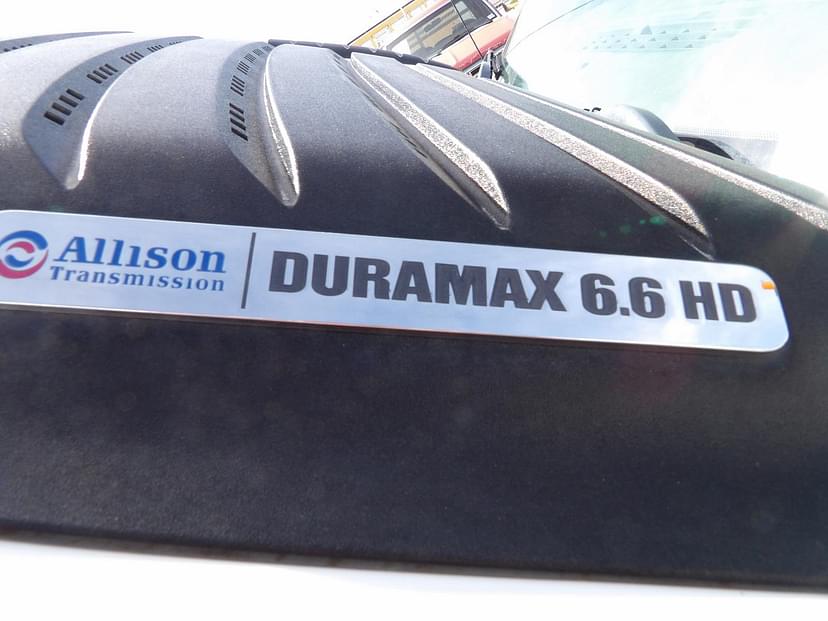 Allison
Transmission
DURAMAX 6.6 HD